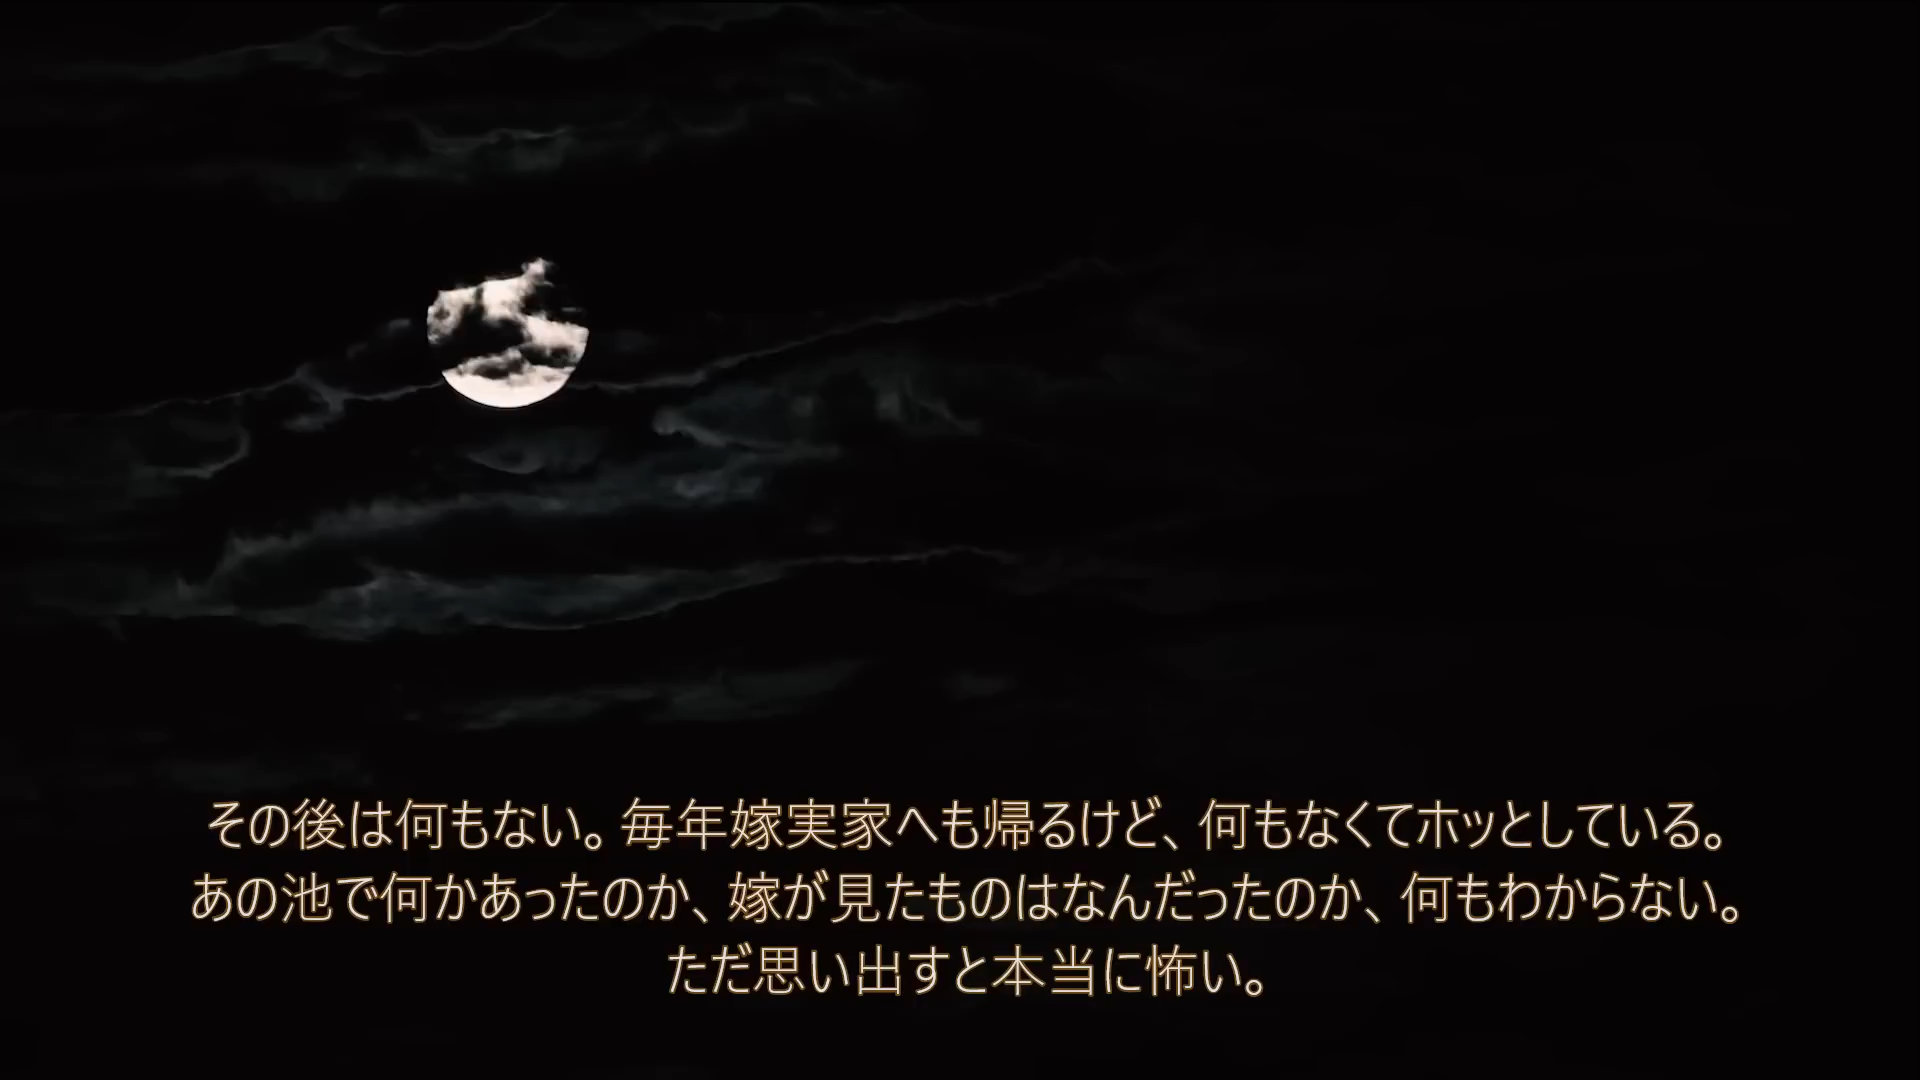 その後は何もない。毎年嫁実家へも帰るけど、何もなくてホッとしている。
あの池で何かあったのか、嫁が見たものはなんだったのか、何もわからない。
ただ思い出すと本当に怖い。